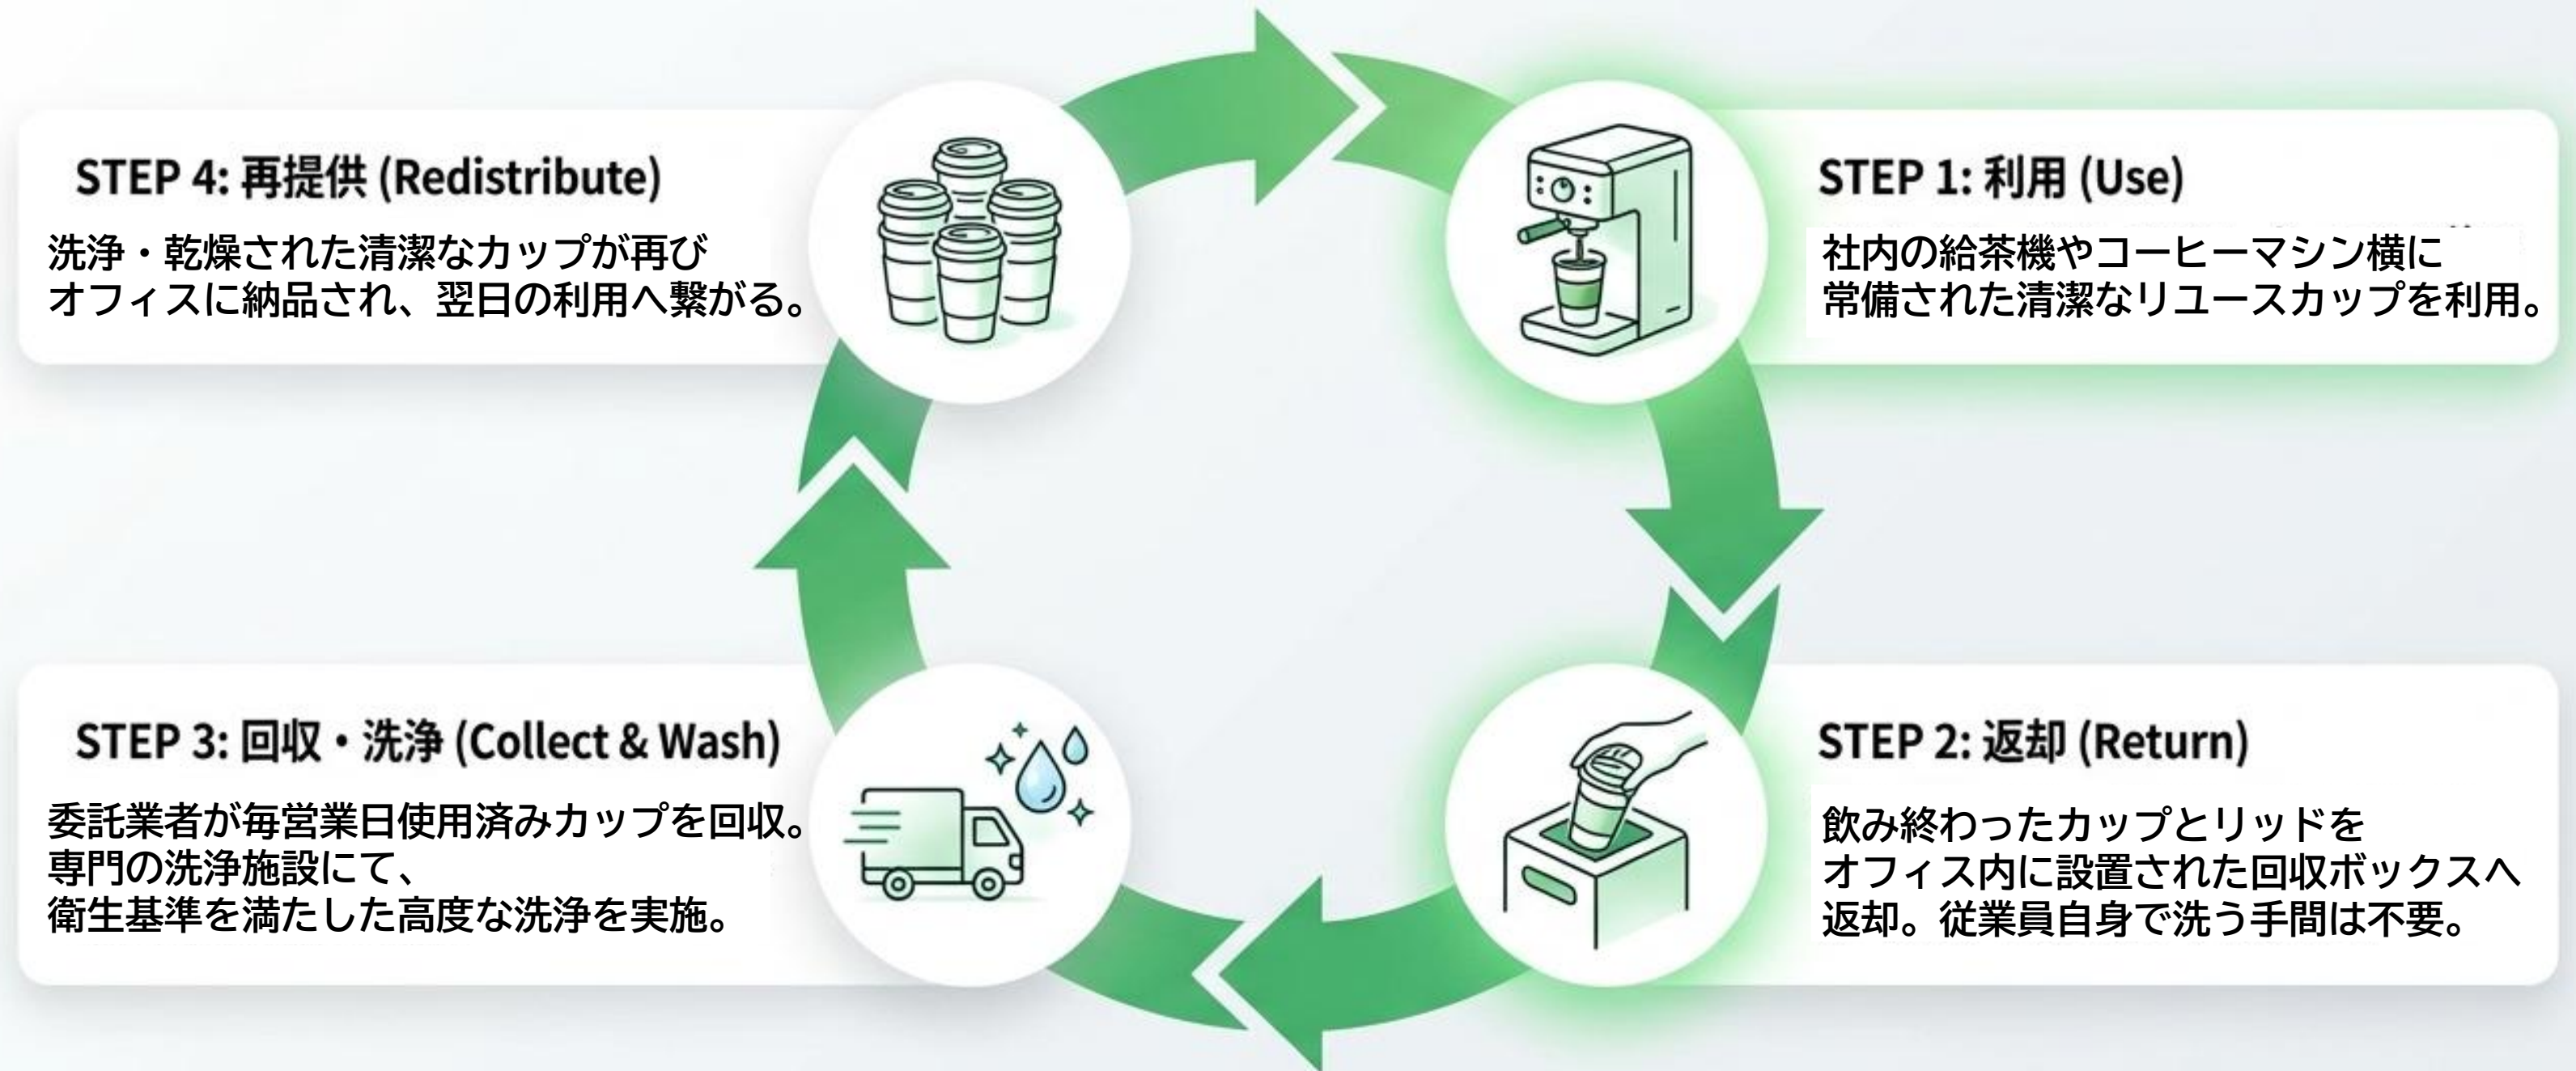 STEP 4: 再提供 (Redistribute)
洗浄・乾燥された清潔なカップが再び
オフィスに納品され、翌日の利用へ繋がる。
STEP 1: 利用 (Use)
社内の給茶機やコーヒーマシン横に
常備された清潔なリユースカップを利用。
STEP 3: 回収・洗浄 (Collect & Wash)
委託業者が毎営業日使用済みカップを回収。
専門の洗浄施設にて、
衛生基準を満たした高度な洗浄を実施。
STEP 2: 返却 (Return)
飲み終わったカップとリッドを
オフィス内に設置された回収ボックスへ
返却。従業員自身で洗う手間は不要。